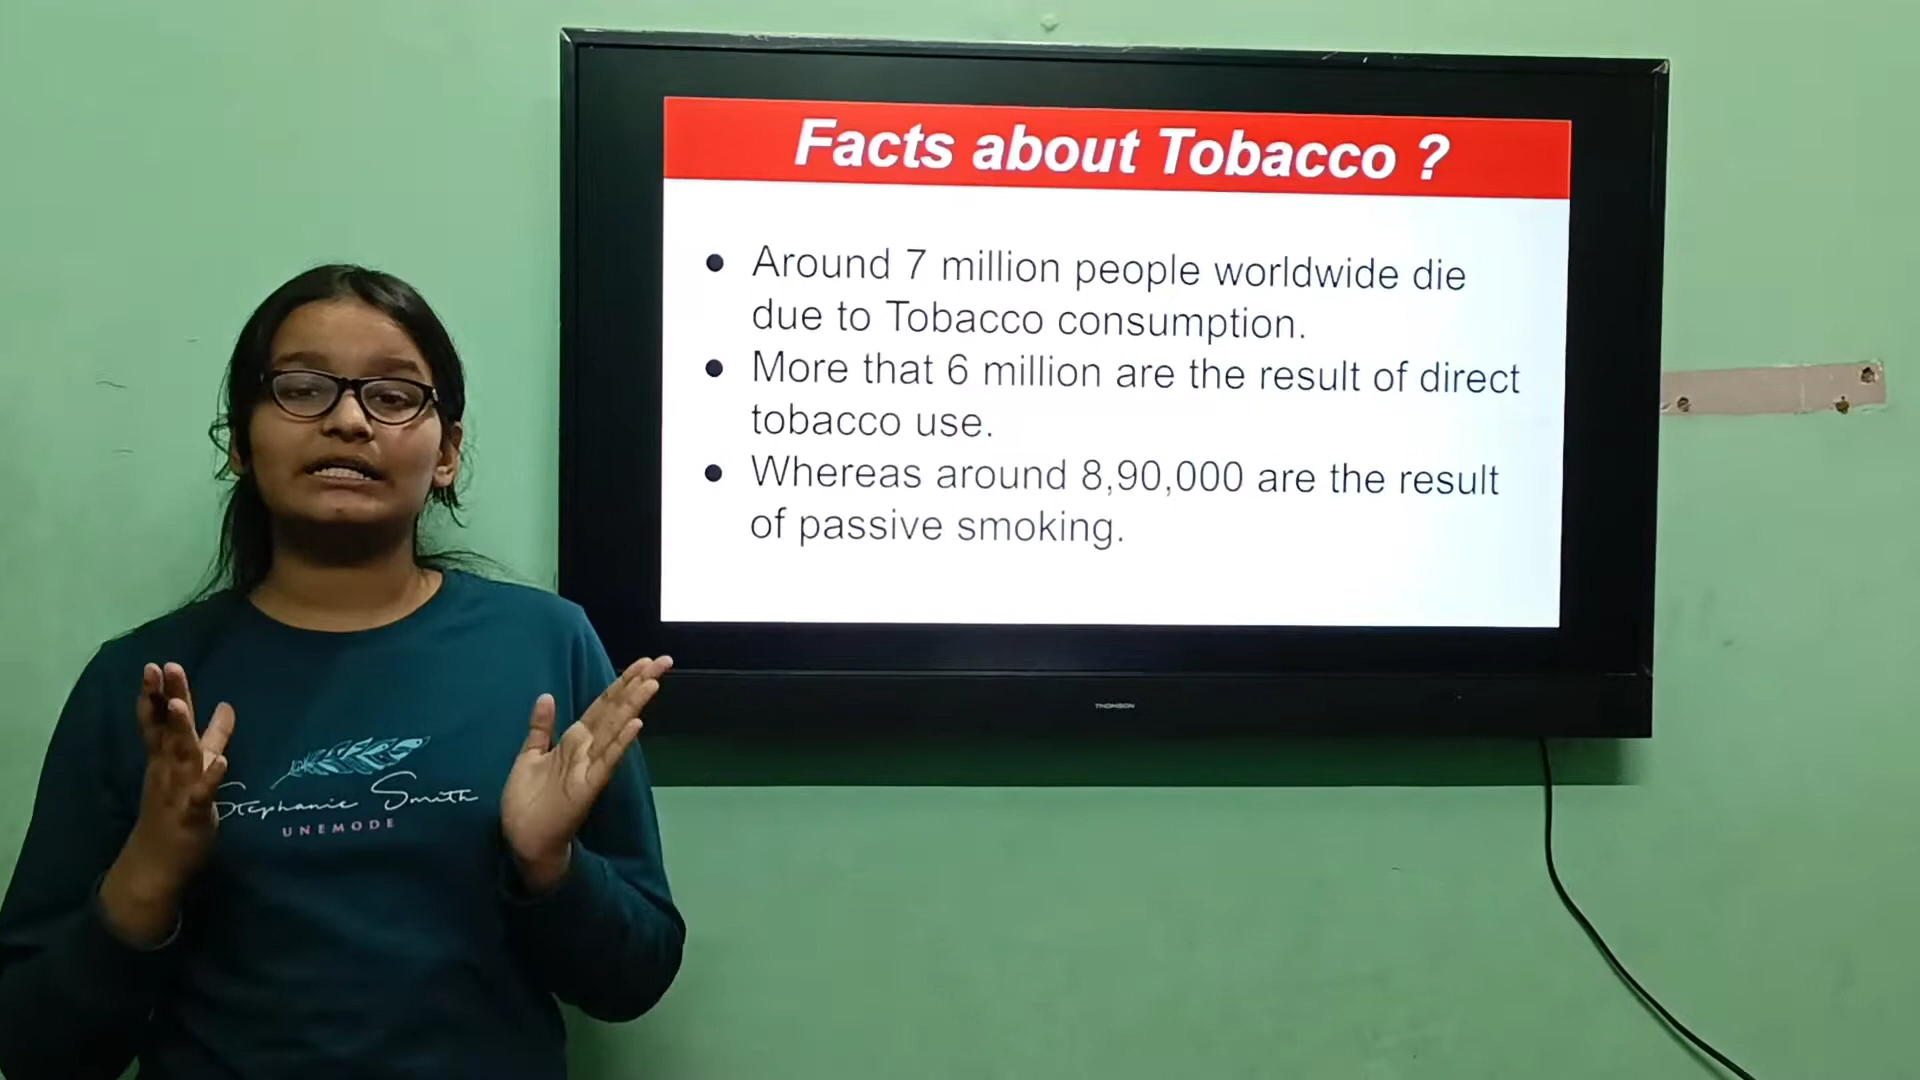 Facts about Tobacco ?
● Around 7 million people worldwide die
due to Tobacco consumption.
● More that 6 million are the result of direct
tobacco use.
● Whereas around 8,90,000 are the result
of passive smoking.
THOMSON
Stephanie Smith
UNEMODE